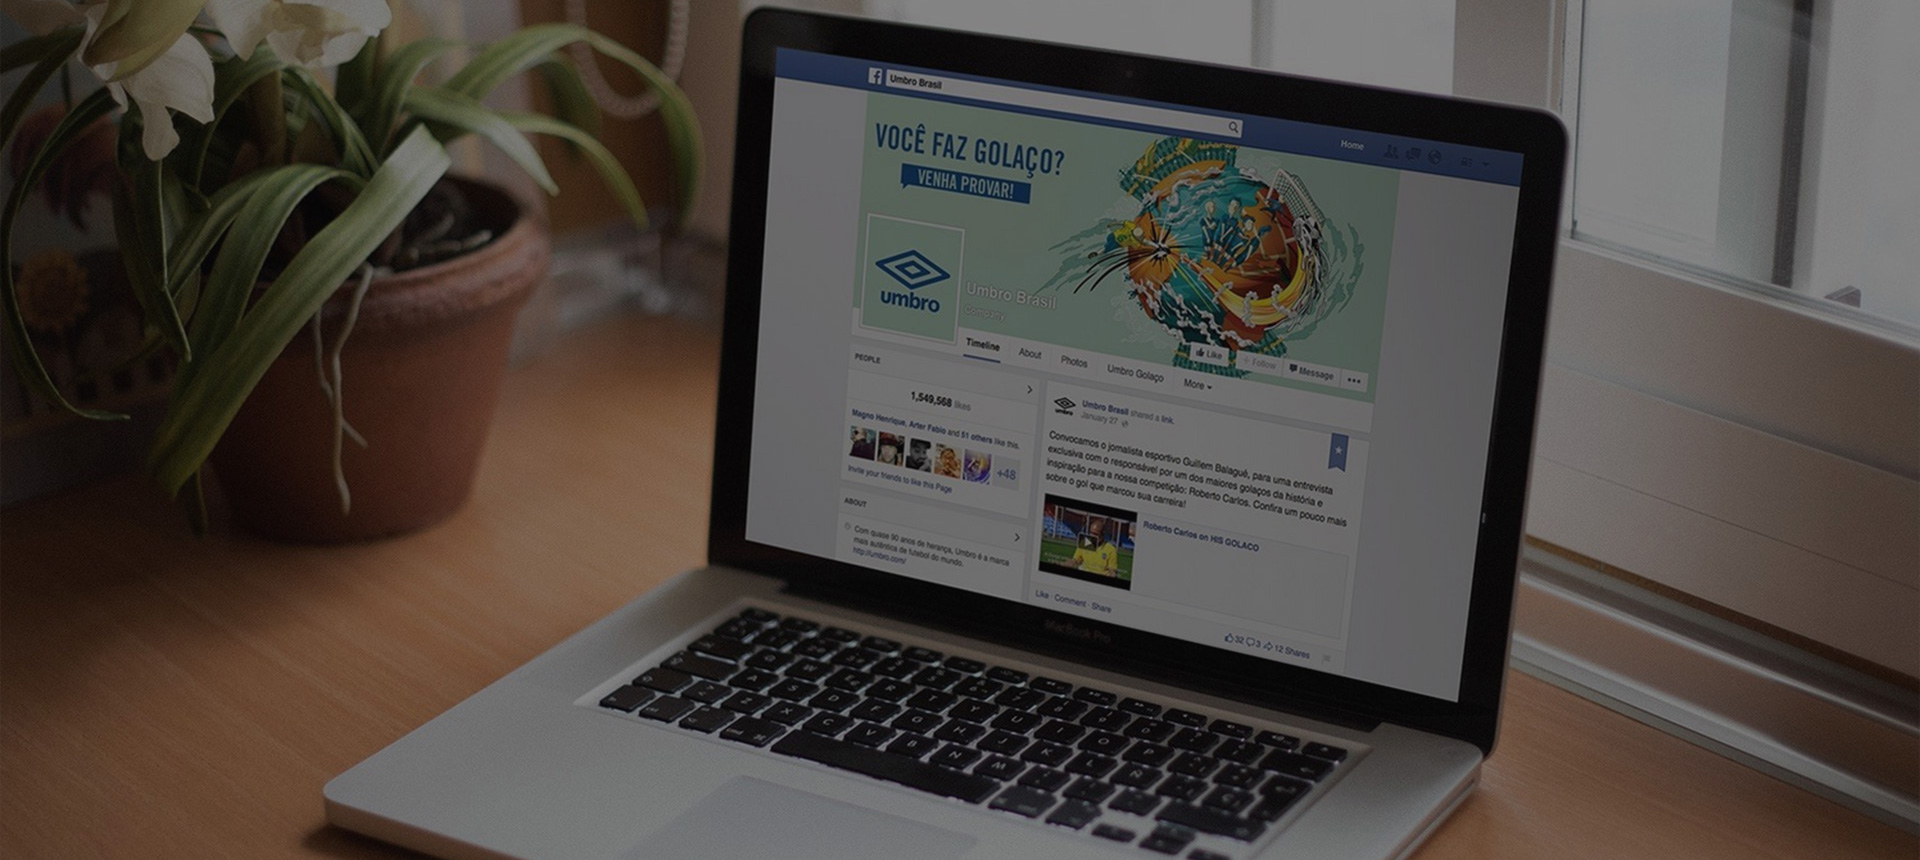 Umbro Brasil
Home
VOCÊ FAZ GOLAÇO?
VENHA PROVAR!
umbro
Umbro Brasil
Company
Timeline
About
Photos
Umbro Golaço
More
Like
Follow
Message
PEOPLE
1,549,568 likes
Magno Henrique, Arter Fabio and 51 others like this.
+48
Invite your friends to like this Page
ABOUT
Com quase 90 anos de herança, Umbro é a marca
mais autêntica de futebol do mundo.
http://umbro.com/
umbro
Umbro Brasil shared a link.
January 27
Convocamos o jornalista esportivo Guillem Balagué, para uma entrevista
exclusiva com o responsável por um dos maiores golaços da história e
inspiração para a nossa competição: Roberto Carlos. Confira um pouco mais
sobre o gol que marcou sua carreira!
Roberto Carlos on HIS GOLACO
Like · Comment · Share
32 3 12 Shares
MacBook Pro